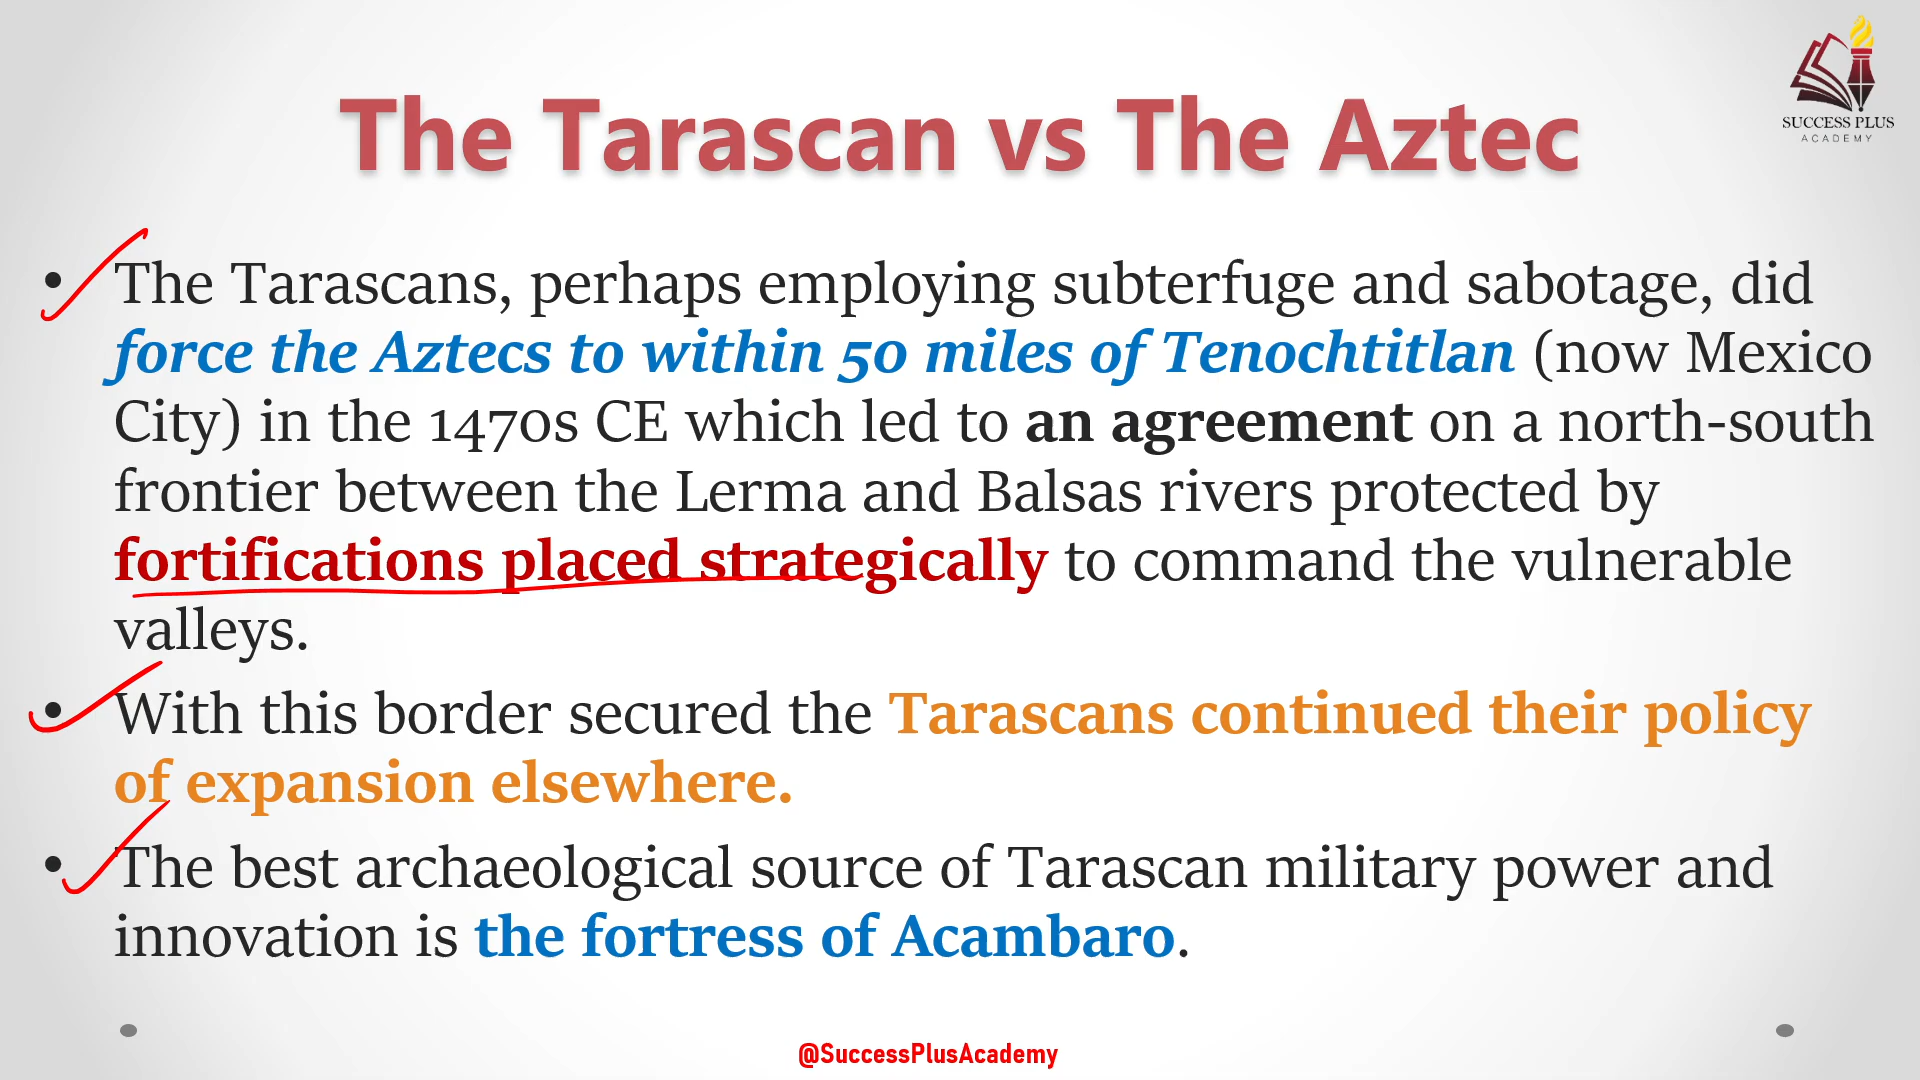 SUCCESS PLUS
ACADEMY
The Tarascan vs The Aztec
• The Tarascans, perhaps employing subterfuge and sabotage, did
force the Aztecs to within 50 miles of Tenochtitlan (now Mexico
City) in the 1470s CE which led to an agreement on a north-south
frontier between the Lerma and Balsas rivers protected by
fortifications placed strategically to command the vulnerable
valleys.
• With this border secured the Tarascans continued their policy
of expansion elsewhere.
• The best archaeological source of Tarascan military power and
innovation is the fortress of Acambaro.
@SuccessPlusAcademy